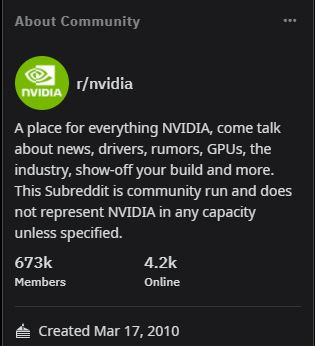 About Community
NVIDIA
r/nvidia
A place for everything NVIDIA, come talk
about news, drivers, rumors, GPUs, the
industry, show-off your build and more.
This Subreddit is community run and does
not represent NVIDIA in any capacity
unless specified.
673k 4.2k
Members Online
Created Mar 17, 2010